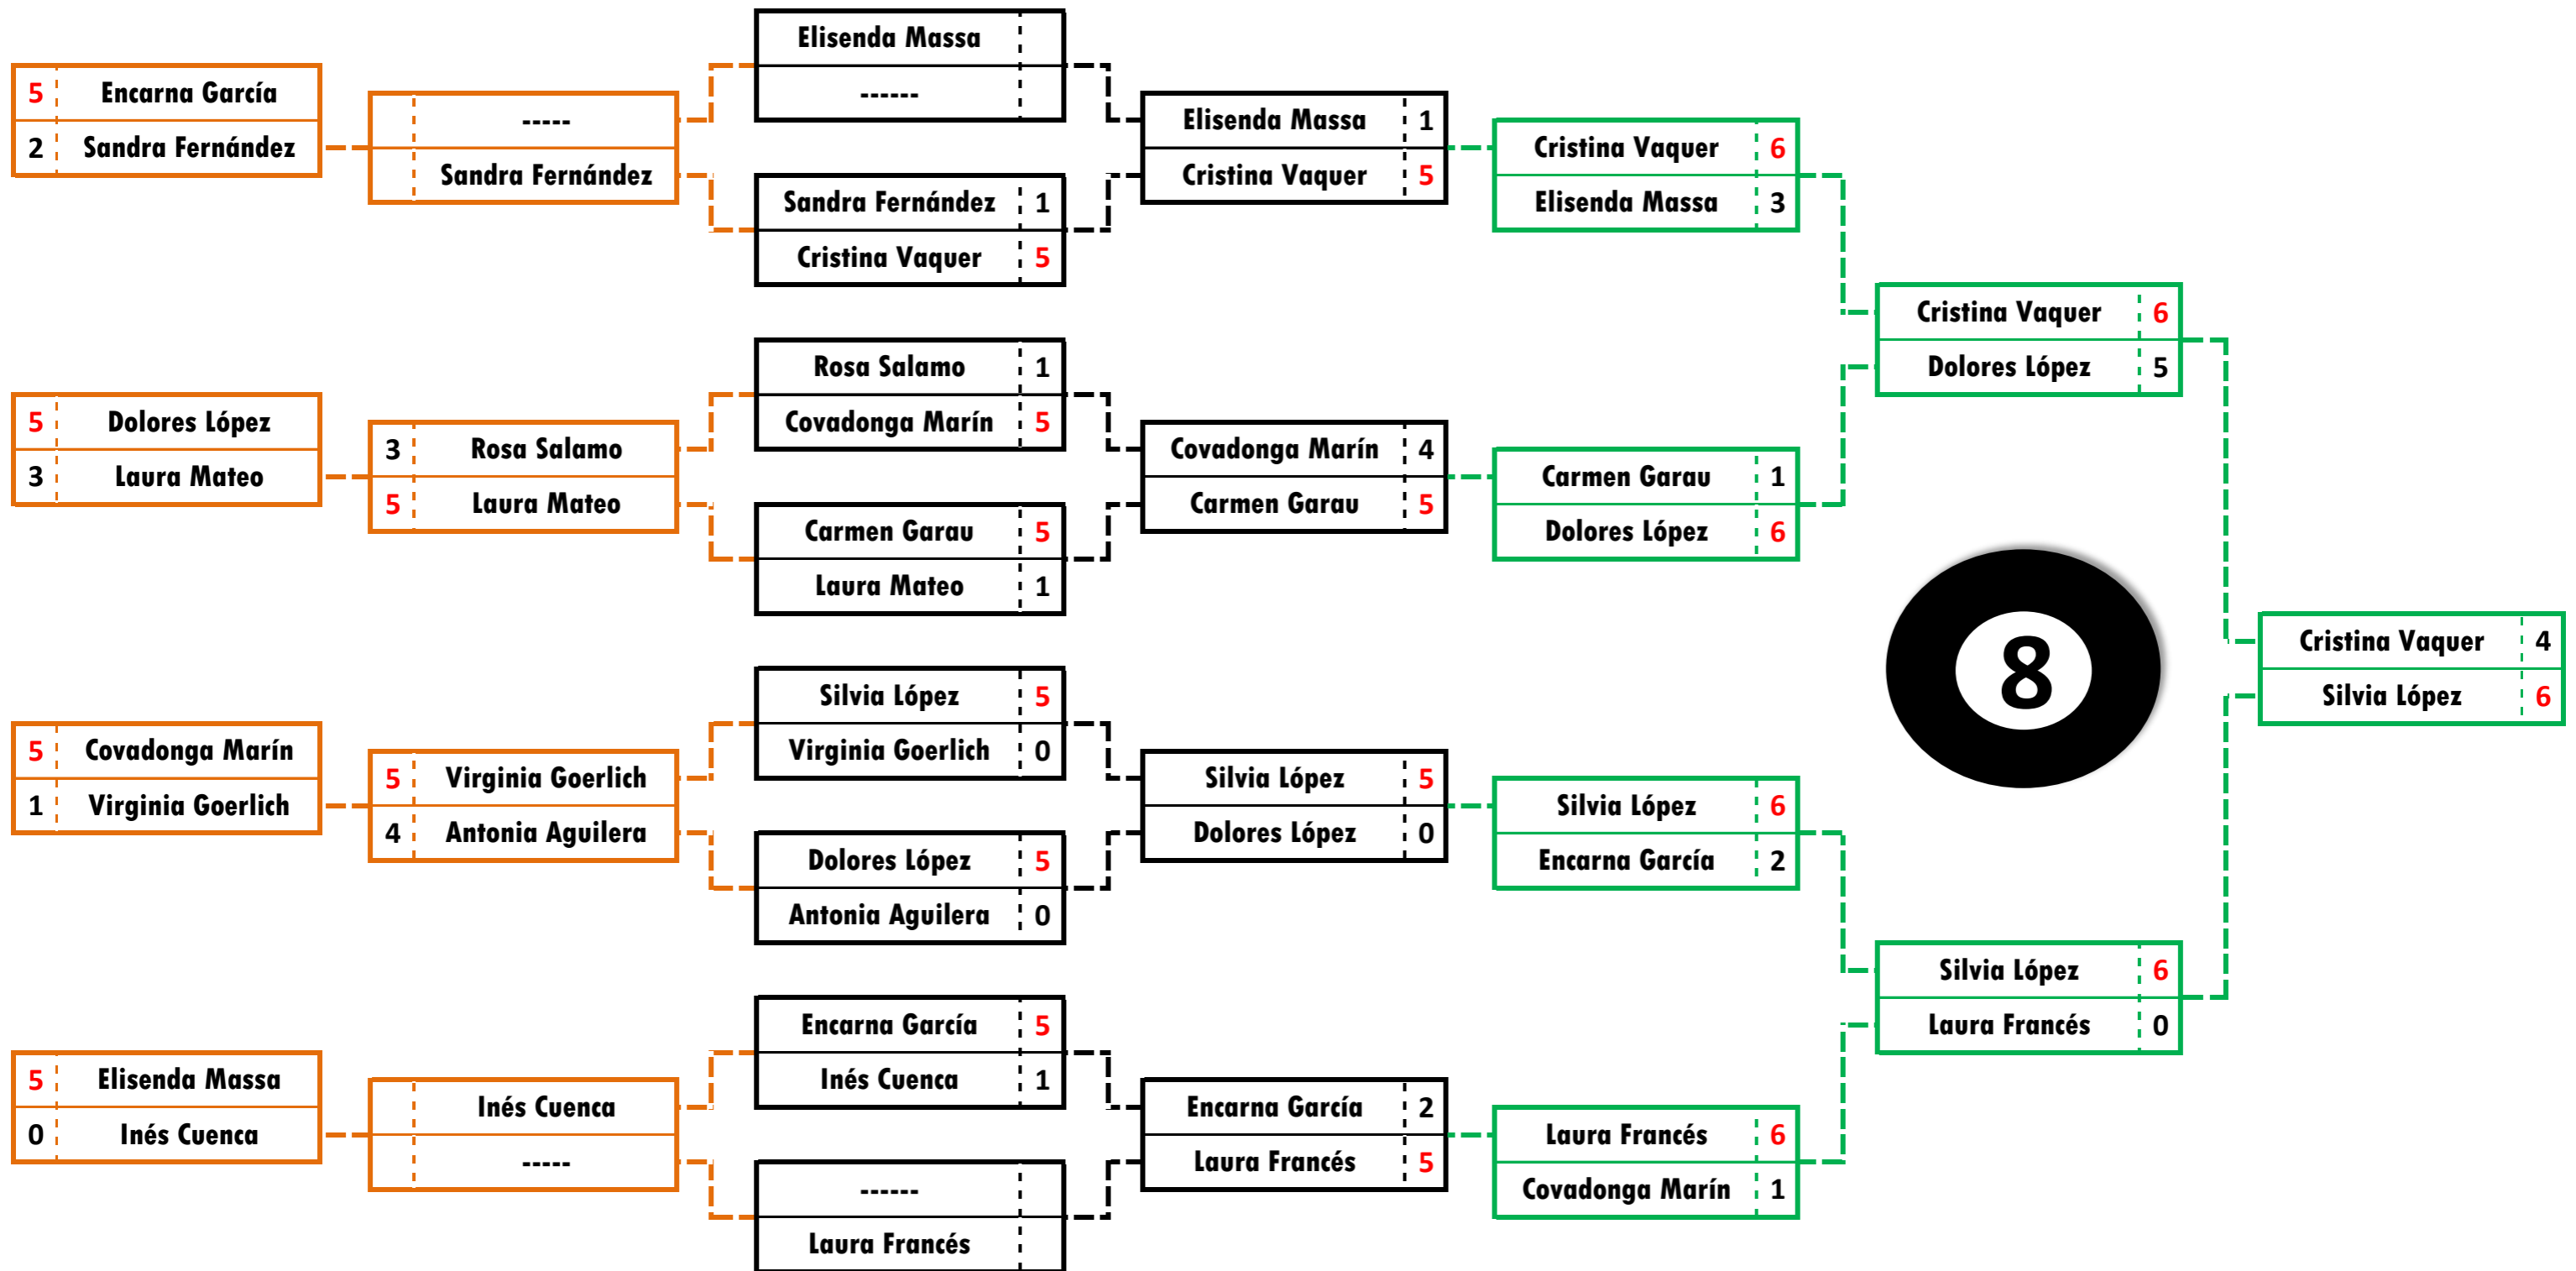 5 Encarna García
2 Sandra Fernández
5 Dolores López
3 Laura Mateo
5 Covadonga Marín
1 Virginia Goerlich
5 Elisenda Massa
0 Inés Cuenca
-----
Sandra Fernández
3 Rosa Salamo
5 Laura Mateo
5 Virginia Goerlich
4 Antonia Aguilera
Inés Cuenca
-----
Elisenda Massa
------
Sandra Fernández 1
Cristina Vaquer 5
Rosa Salamo 1
Covadonga Marín 5
Carmen Garau 5
Laura Mateo 1
Silvia López 5
Virginia Goerlich 0
Dolores López 5
Antonia Aguilera 0
Encarna García 5
Inés Cuenca 1
------
Laura Francés
Elisenda Massa 1
Cristina Vaquer 5
Covadonga Marín 4
Carmen Garau 5
Silvia López 5
Dolores López 0
Encarna García 2
Laura Francés 5
Cristina Vaquer 6
Elisenda Massa 3
Carmen Garau 1
Dolores López 6
Silvia López 6
Encarna García 2
Laura Francés 6
Covadonga Marín 1
Cristina Vaquer 6
Dolores López 5
8
Silvia López 6
Laura Francés 0
Cristina Vaquer 4
Silvia López 6